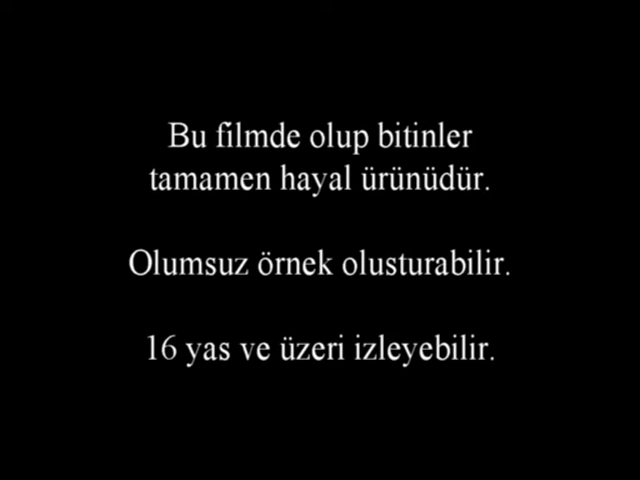 Bu filmde olup bitinler
tamamen hayal ürünüdür.
Olumsuz örnek olusturabilir.
16 yas ve üzeri izleyebilir.